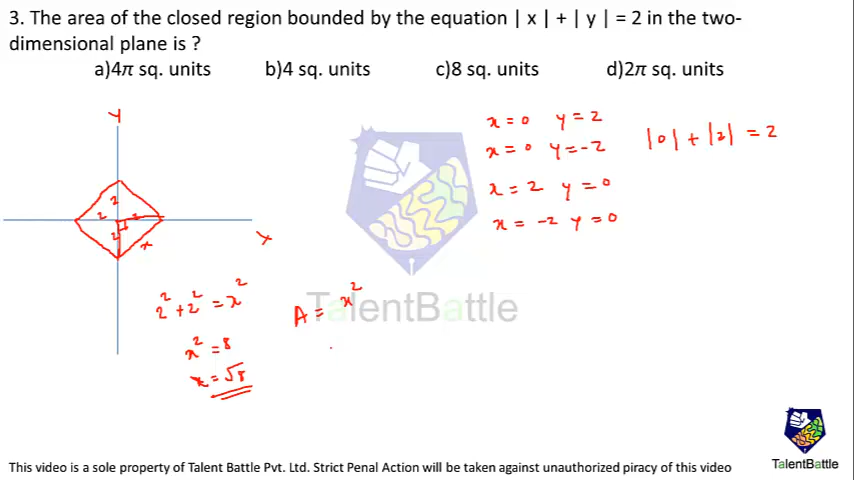 3. The area of the closed region bounded by the equation | x | + | y | = 2 in the two-
dimensional plane is ?
a)4π sq. units b)4 sq. units c)8 sq. units d)2π sq. units
Y
x = 0 y = 2
x = 0 y = -2
|0| + |2| = 2
x = 2 y = 0
x = -2 y = 0
2
2
2
x
X
2² + 2² = x²
A = x²
x² = 8
x = √8
TalentBattle
TalentBattle
This video is a sole property of Talent Battle Pvt. Ltd. Strict Penal Action will be taken against unauthorized piracy of this video